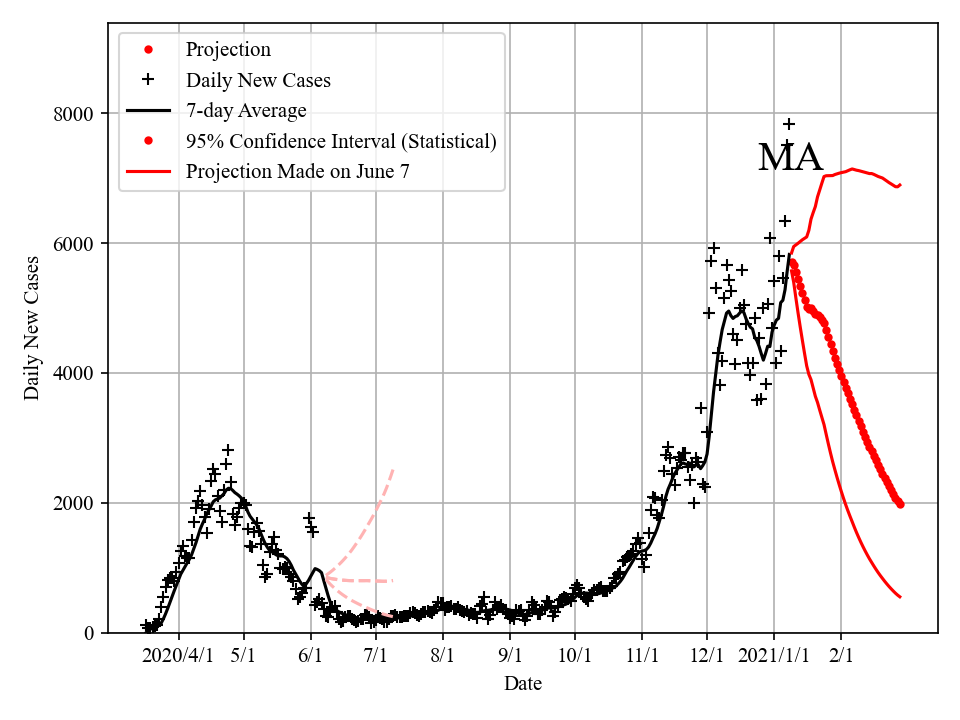 Projection
Daily New Cases
7-day Average
95% Confidence Interval (Statistical)
Projection Made on June 7
MA
Daily New Cases
8000
6000
4000
2000
0
2020/4/1 5/1 6/1 7/1 8/1 9/1 10/1 11/1 12/1 2021/1/1 2/1
Date